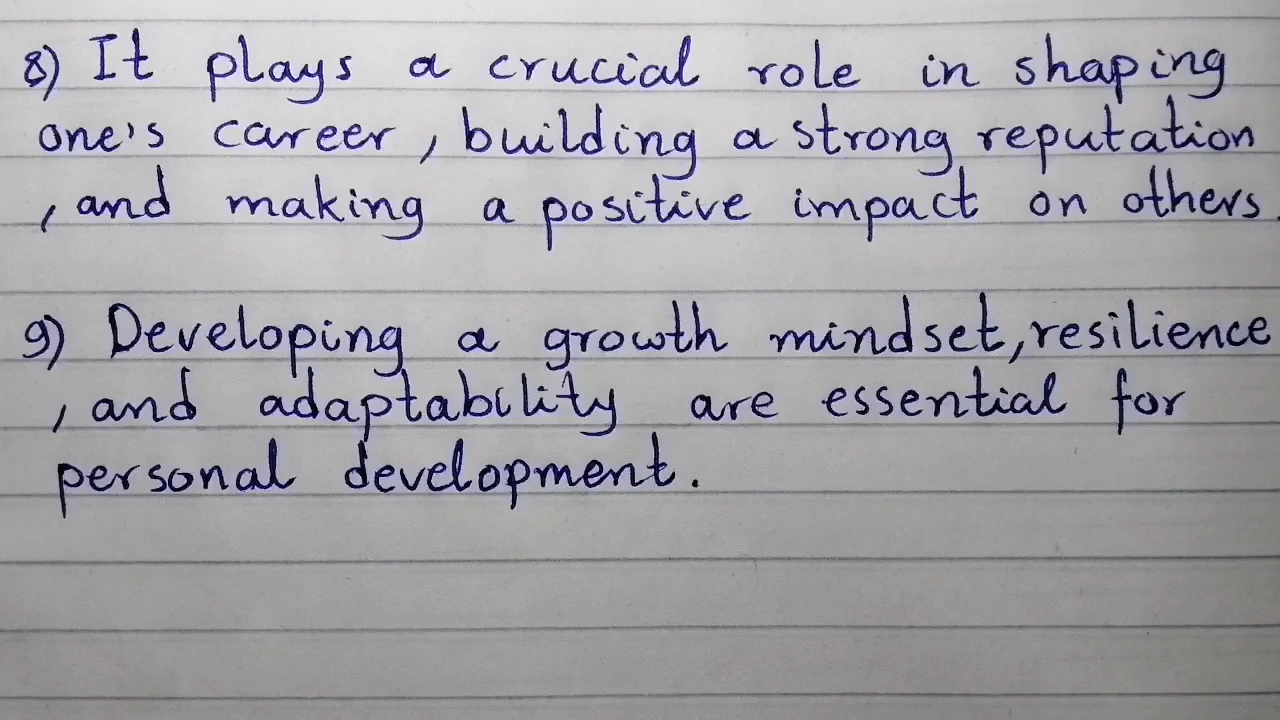 8) It plays a crucial role in shaping
one's career, building a strong reputation
, and making a positive impact on others.
9) Developing a growth mindset, resilience
, and adaptability are essential for
personal development.